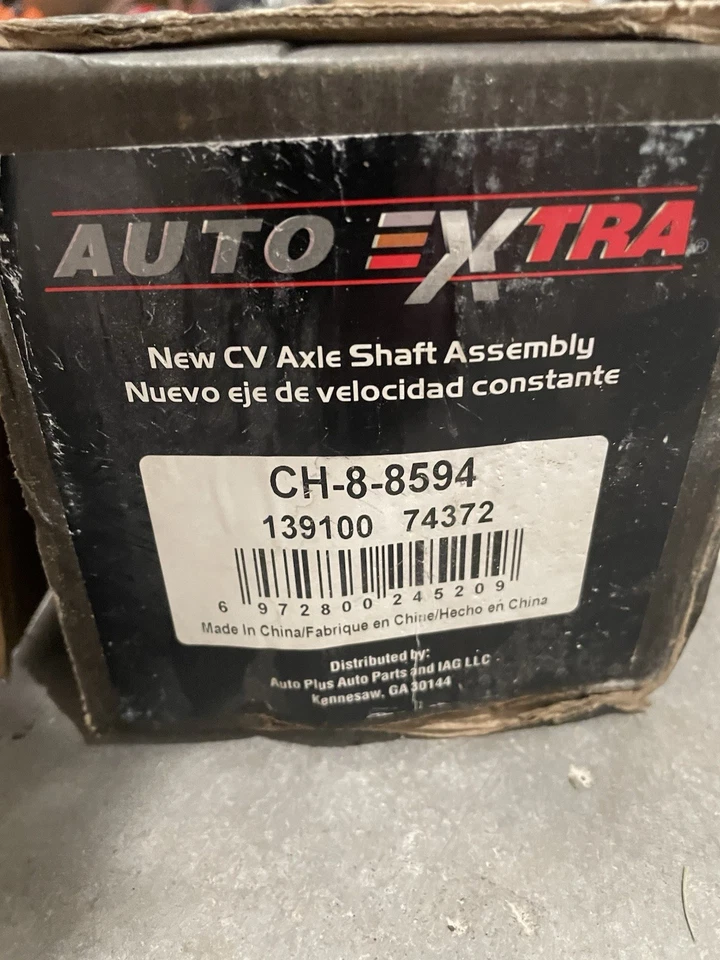 AUTO EXTRA®
New CV Axle Shaft Assembly
Nuevo eje de velocidad constante
CH-8-8594
139100 74372
6 972800 245209
Made In China/Fabrique en Chine/Hecho en China
Distributed by:
Auto Plus Auto Parts and IAG LLC
Kennesaw, GA 30144